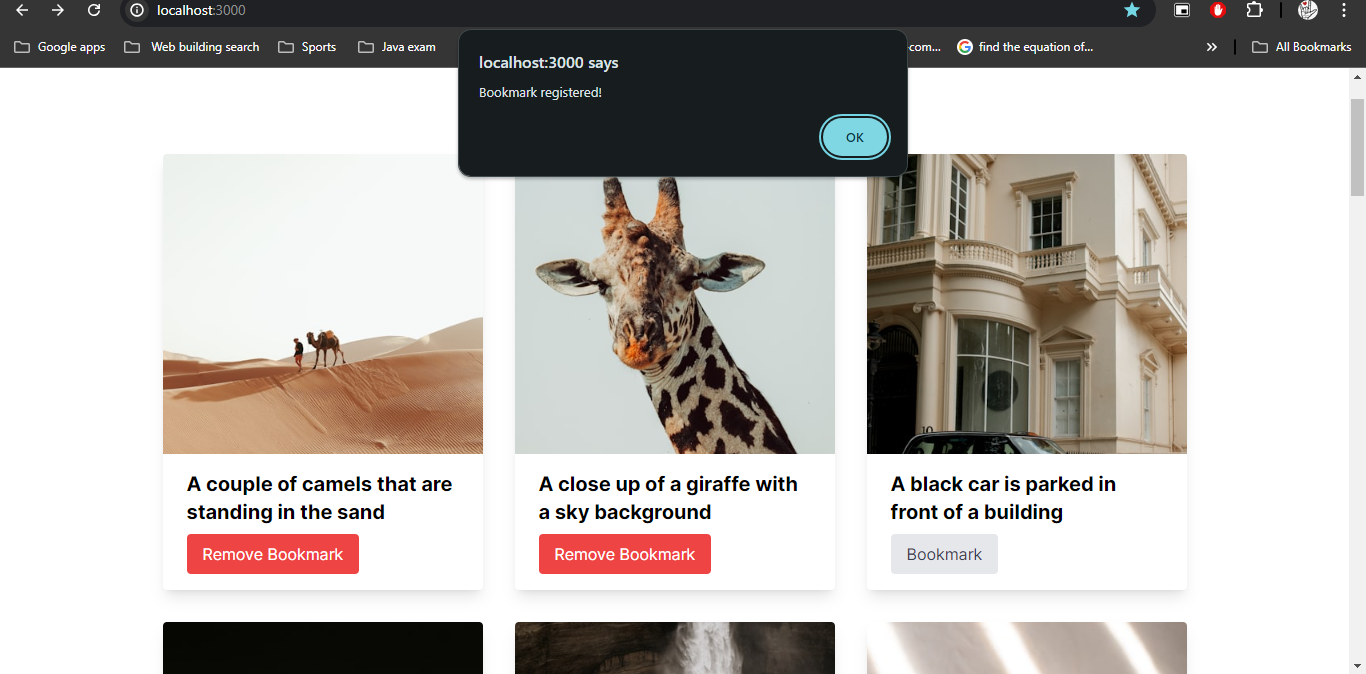 localhost:3000
Google apps
Web building search
Sports
Java exam
-com...
find the equation of...
All Bookmarks
localhost:3000 says
Bookmark registered!
OK
10
A couple of camels that are
standing in the sand
Remove Bookmark
A close up of a giraffe with
a sky background
Remove Bookmark
A black car is parked in
front of a building
Bookmark